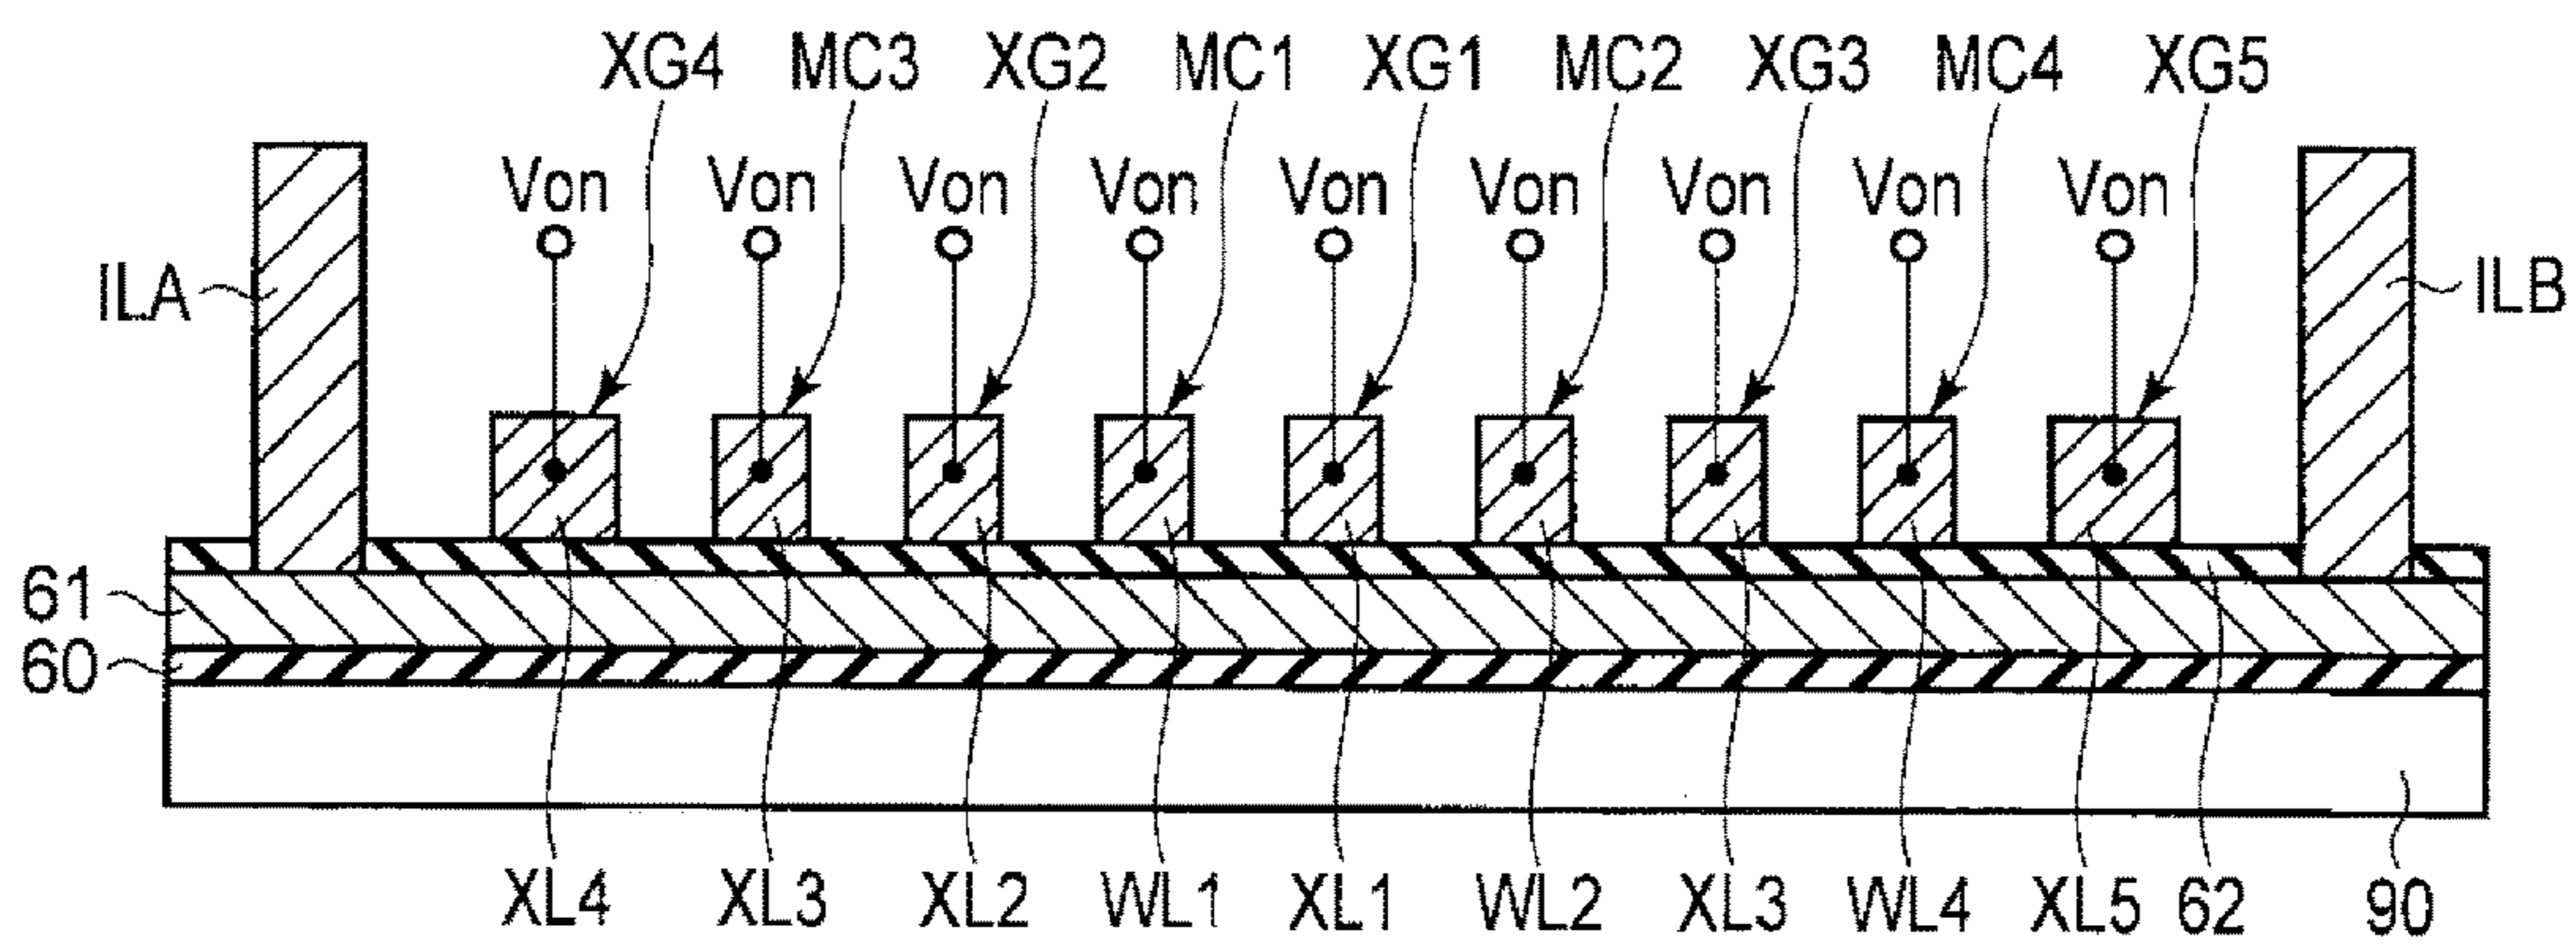 XG4 MC3 XG2 MC1 XG1 MC2 XG3 MC4 XG5
Von Von Von Von Von Von Von Von Von
ILA ILB
61
60
XL4 XL3 XL2 WL1 XL1 WL2 XL3 WL4 XL5 62 90